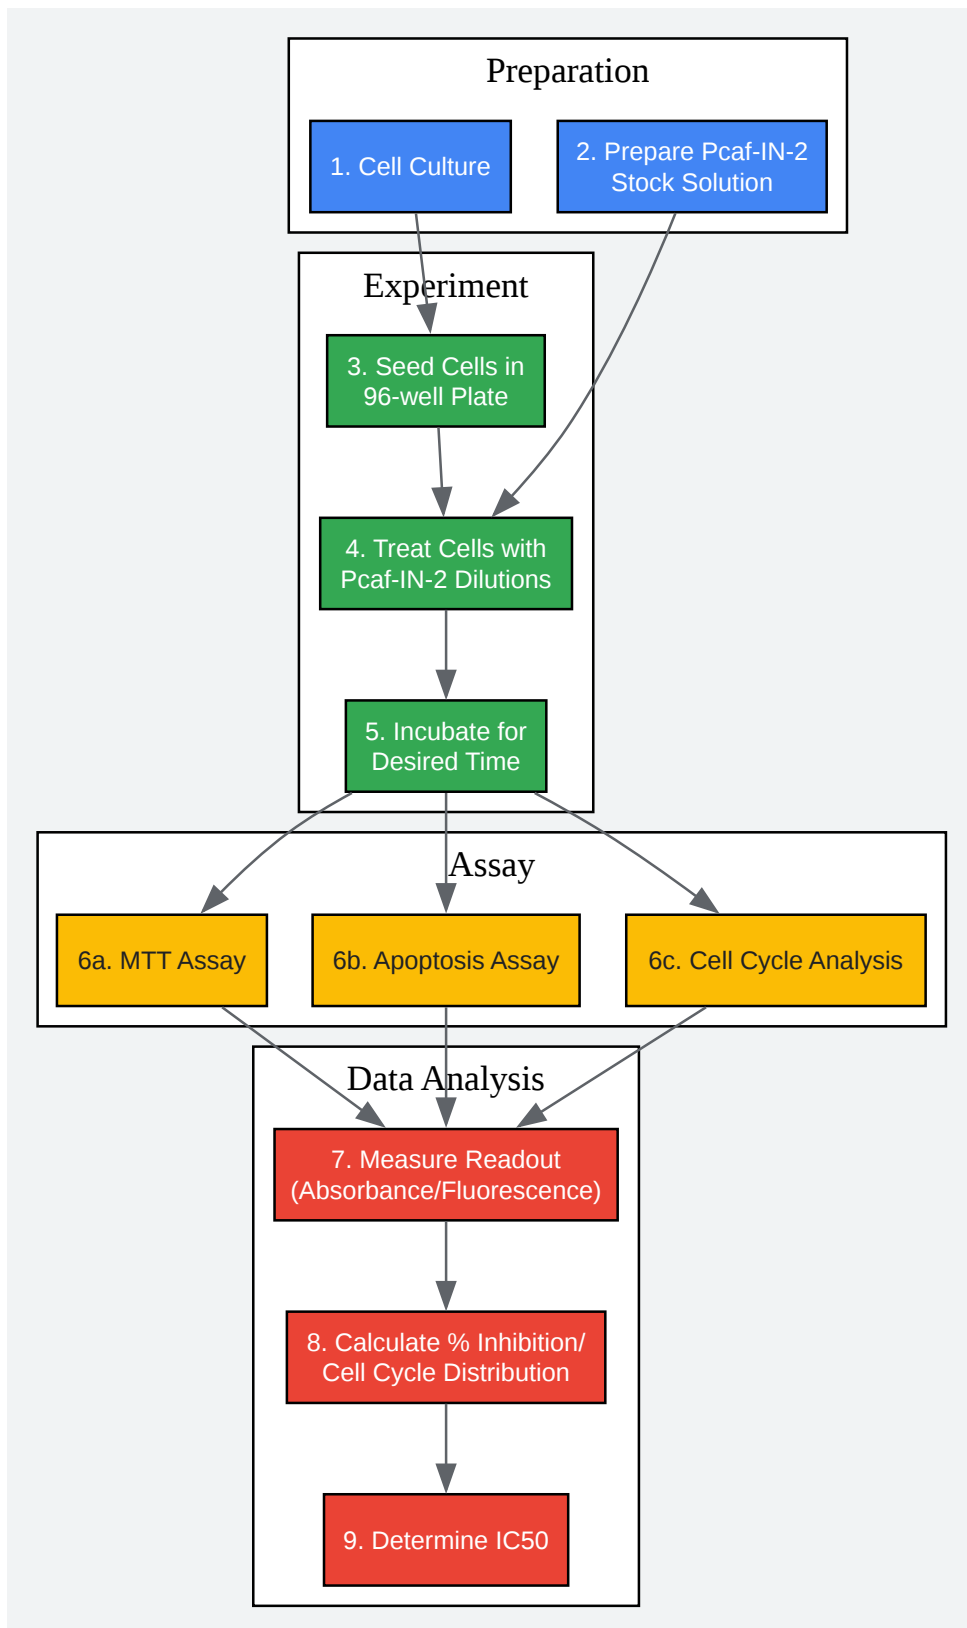 Preparation
1. Cell Culture
2. Prepare Pcaf-IN-2
Stock Solution
Experiment
3. Seed Cells in
96-well Plate
4. Treat Cells with
Pcaf-IN-2 Dilutions
5. Incubate for
Desired Time
Assay
6a. MTT Assay
6b. Apoptosis Assay
6c. Cell Cycle Analysis
Data Analysis
7. Measure Readout
(Absorbance/Fluorescence)
8. Calculate % Inhibition/
Cell Cycle Distribution
9. Determine IC50